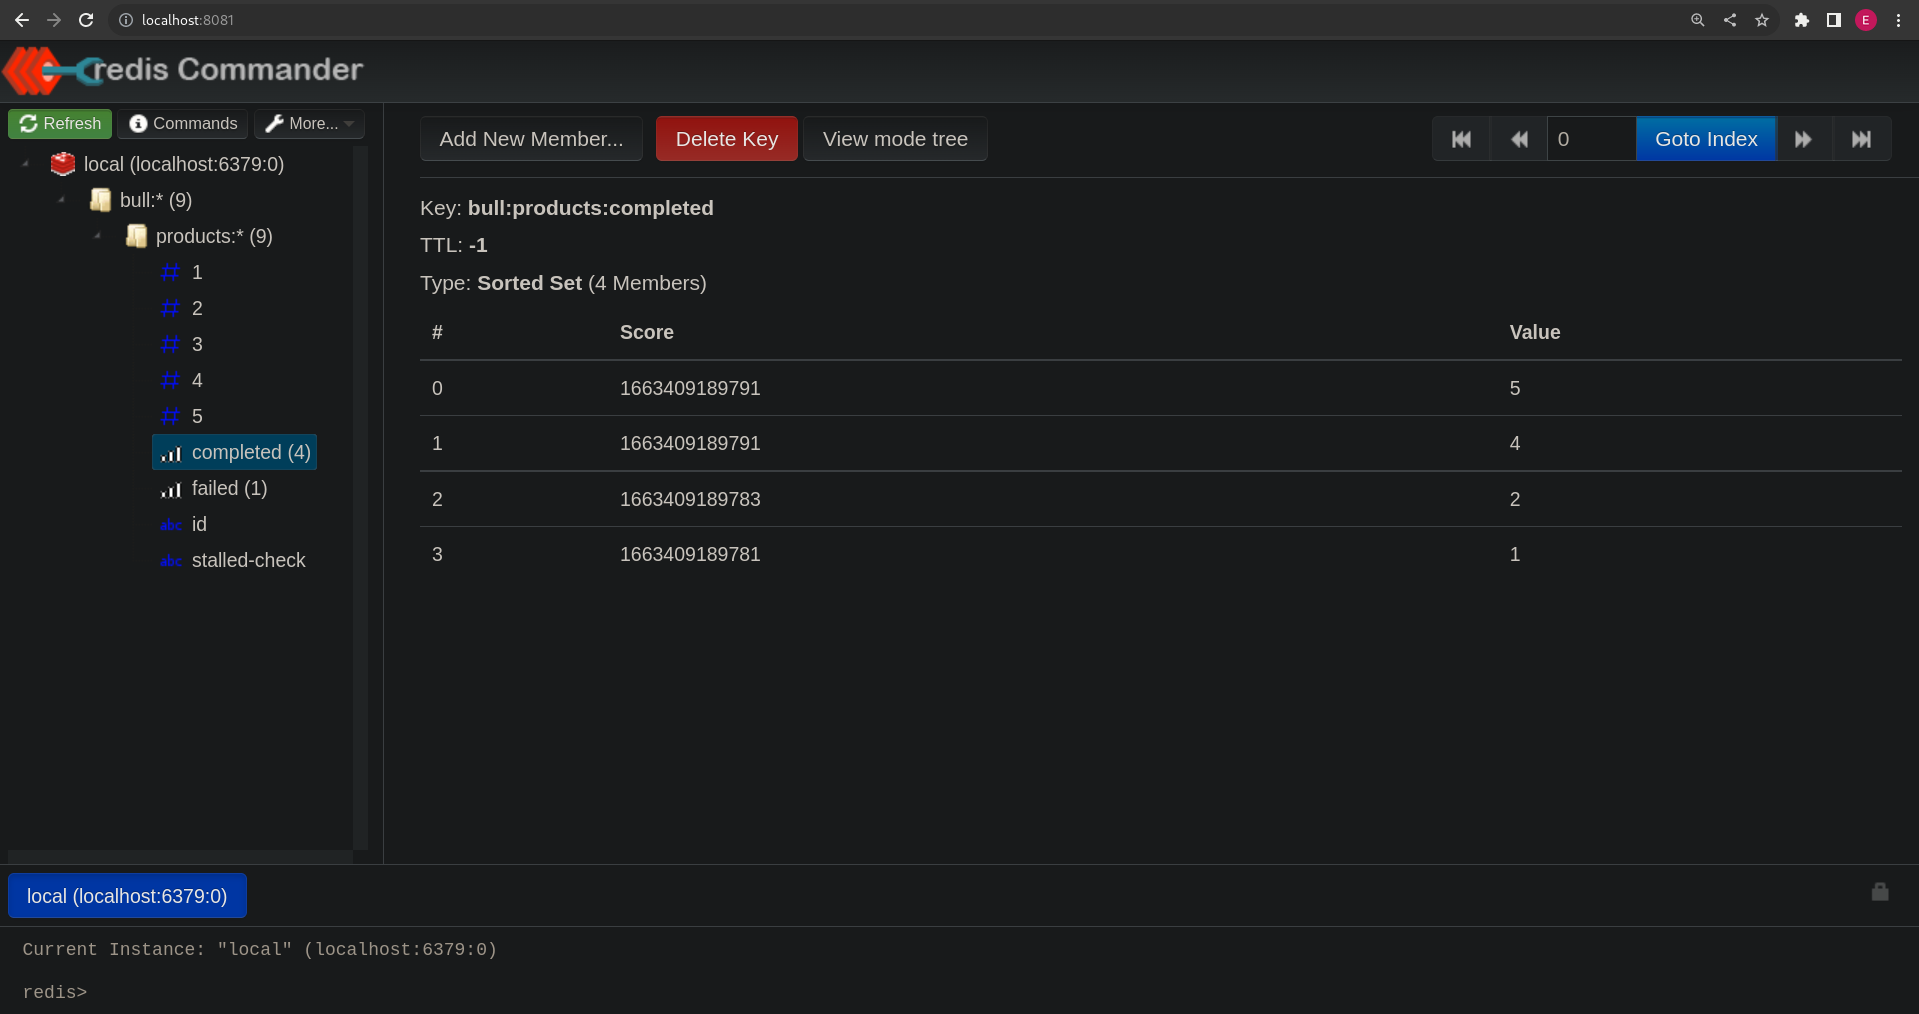 localhost:8081
E
redis Commander
Refresh Commands More...
local (localhost:6379:0)
bull:* (9)
products:* (9)
# 1
# 2
# 3
# 4
# 5
completed (4)
failed (1)
abc id
abc stalled-check
Add New Member... Delete Key View mode tree 0 Goto Index
Key: bull:products:completed
TTL: -1
Type: Sorted Set (4 Members)
# Score Value
0 1663409189791 5
1 1663409189791 4
2 1663409189783 2
3 1663409189781 1
local (localhost:6379:0)
Current Instance: "local" (localhost:6379:0)
redis>